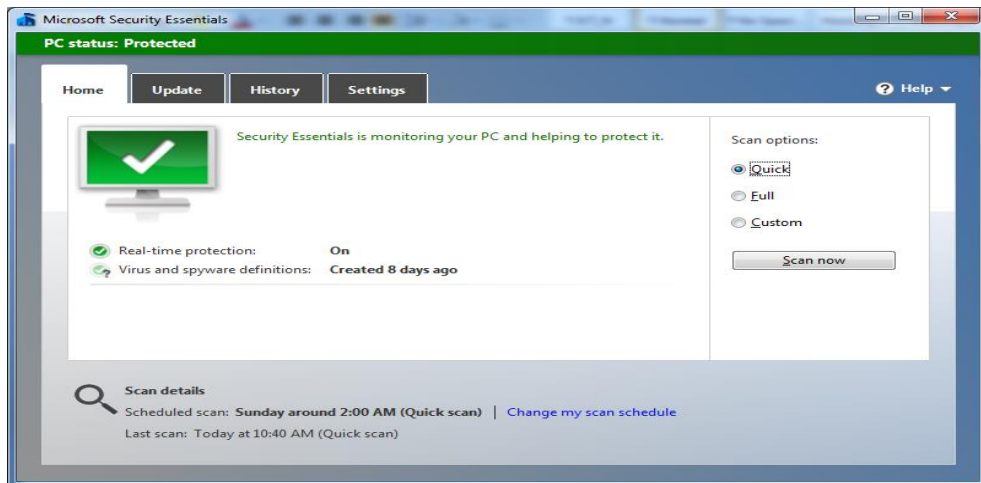 Microsoft Security Essentials
PC status: Protected
Home
Update
History
Settings
Help
Security Essentials is monitoring your PC and helping to protect it.
Real-time protection: On
Virus and spyware definitions: Created 8 days ago
Scan options:
Quick
Full
Custom
Scan now
Scan details
Scheduled scan: Sunday around 2:00 AM (Quick scan) | Change my scan schedule
Last scan: Today at 10:40 AM (Quick scan)